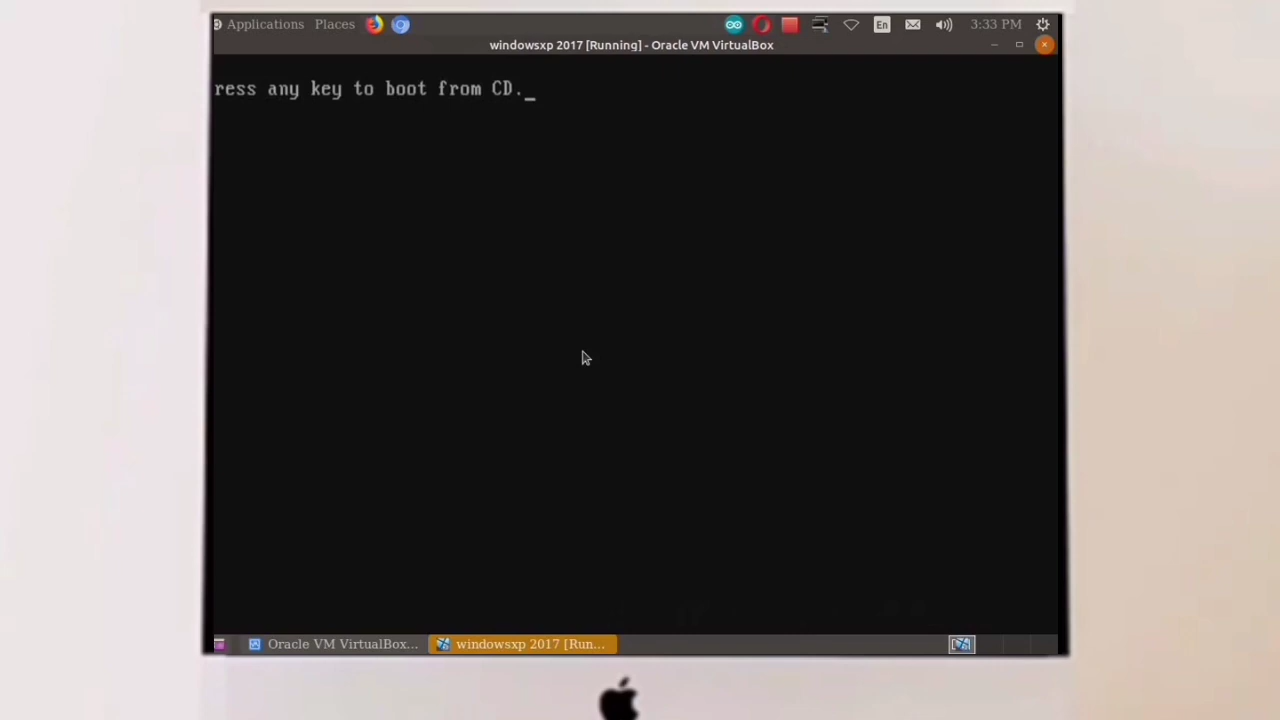 Applications Places En 3:33 PM
windowsxp 2017 [Running] - Oracle VM VirtualBox
ress any key to boot from CD._
Oracle VM VirtualBox... windowsxp 2017 [Run...